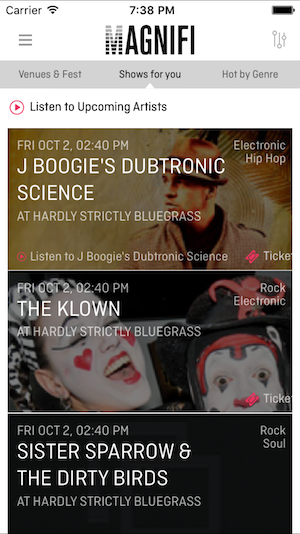 Carrier 7:38 PM
MAGNIFI
Venues & Fest Shows for you Hot by Genre
Listen to Upcoming Artists
FRI OCT 2, 02:40 PM Electronic
Hip Hop
J BOOGIE'S DUBTRONIC
SCIENCE
AT HARDLY STRICTLY BLUEGRASS
Listen to J Boogie's Dubtronic Science Ticke
FRI OCT 2, 02:40 PM Rock
Electronic
THE KLOWN
AT HARDLY STRICTLY BLUEGRASS
Ticke
FRI OCT 2, 02:40 PM Rock
Soul
SISTER SPARROW &
THE DIRTY BIRDS
AT HARDLY STRICTLY BLUEGRASS